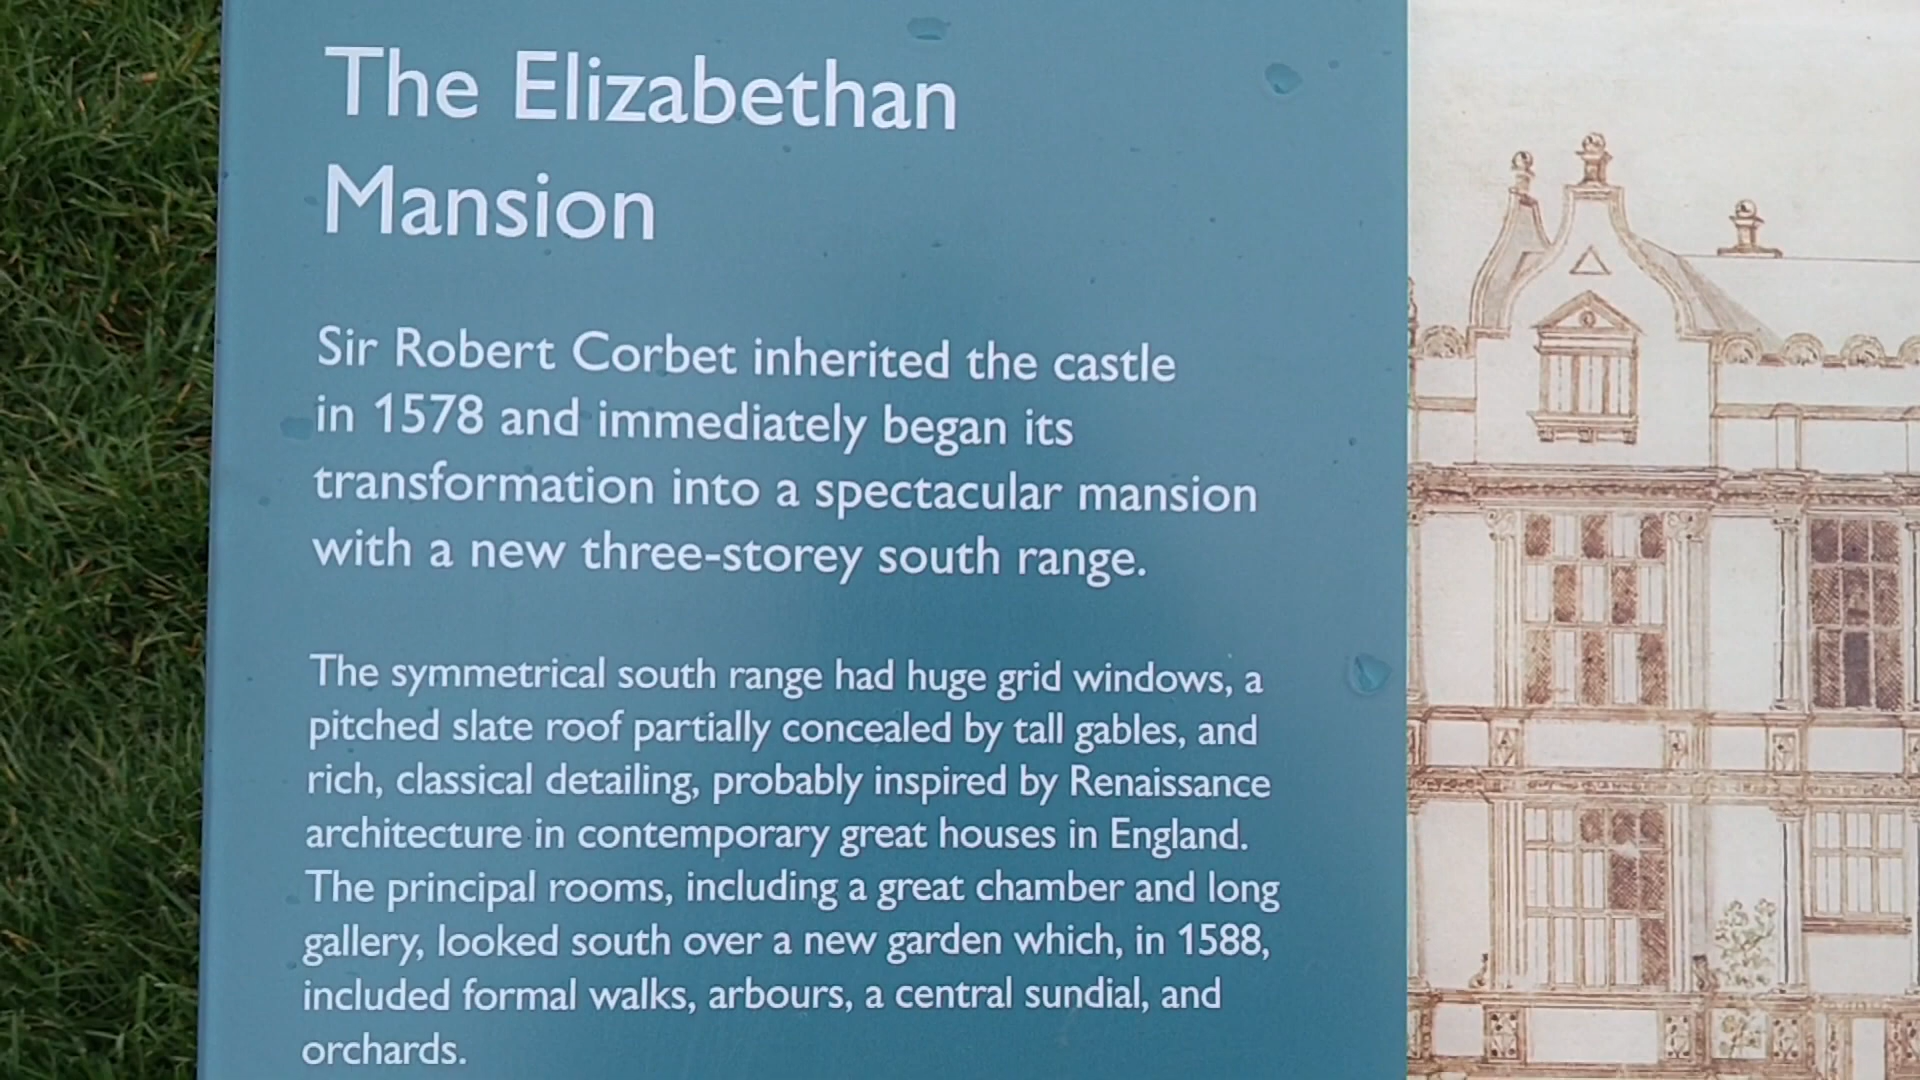 The Elizabethan
Mansion
Sir Robert Corbet inherited the castle
in 1578 and immediately began its
transformation into a spectacular mansion
with a new three-storey south range.
The symmetrical south range had huge grid windows, a
pitched slate roof partially concealed by tall gables, and
rich, classical detailing, probably inspired by Renaissance
architecture in contemporary great houses in England.
The principal rooms, including a great chamber and long
gallery, looked south over a new garden which, in 1588,
included formal walks, arbours, a central sundial, and
orchards.